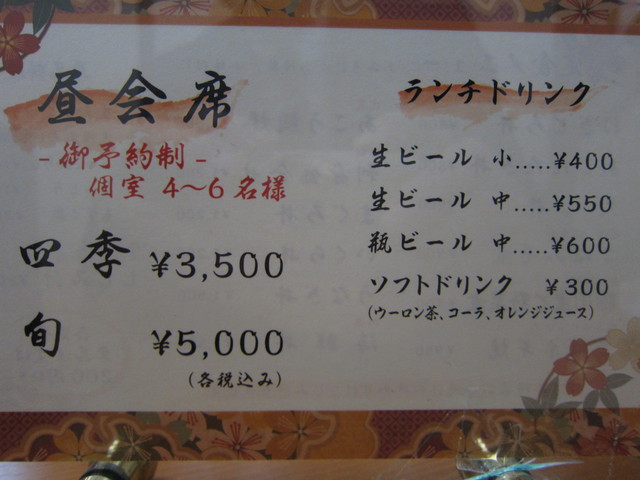 昼会席
-御予約制-
個室 4～6名様
四季 ¥3,500
旬 ¥5,000
(各税込み)
ランチドリンク
生ビール 小.....¥400
生ビール 中.....¥550
瓶ビール 中.....¥600
ソフトドリンク ¥300
(ウーロン茶、コーラ、オレンジジュース)